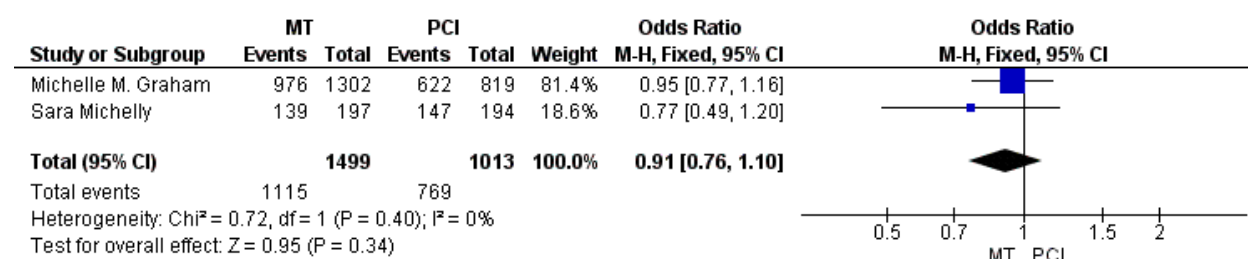 MT PCI Odds Ratio Odds Ratio
Study or Subgroup Events Total Events Total Weight M-H, Fixed, 95% CI M-H, Fixed, 95% CI
Michelle M. Graham 976 1302 622 819 81.4% 0.95 [0.77, 1.16]
Sara Michelly 139 197 147 194 18.6% 0.77 [0.49, 1.20]
Total (95% CI) 1499 1013 100.0% 0.91 [0.76, 1.10]
Total events 1115 769
Heterogeneity: Chi² = 0.72, df = 1 (P = 0.40); I² = 0%
Test for overall effect: Z = 0.95 (P = 0.34)
0.5 0.7 1 1.5 2
MT PCI